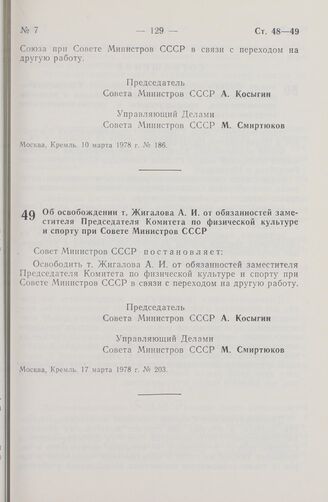 № 7 — 129 — Ст. 48—49
Союза при Совете Министров СССР в связи с переходом на
другую работу.
Председатель
Совета Министров СССР А. Косыгин
Управляющий Делами
Совета Министров СССР М. Смиртюков
Москва, Кремль. 10 марта 1978 г. № 186.
49 Об освобождении т. Жигалова А. И. от обязанностей заме-
стителя Председателя Комитета по физической культуре
и спорту при Совете Министров СССР
Совет Министров СССР постановляет:
Освободить т. Жигалова А. И. от обязанностей заместителя
Председателя Комитета по физической культуре и спорту при
Совете Министров СССР в связи с переходом на другую работу.
Председатель
Совета Министров СССР А. Косыгин
Управляющий Делами
Совета Министров СССР М. Смиртюков
Москва, Кремль. 17 марта 1978 г. № 203.